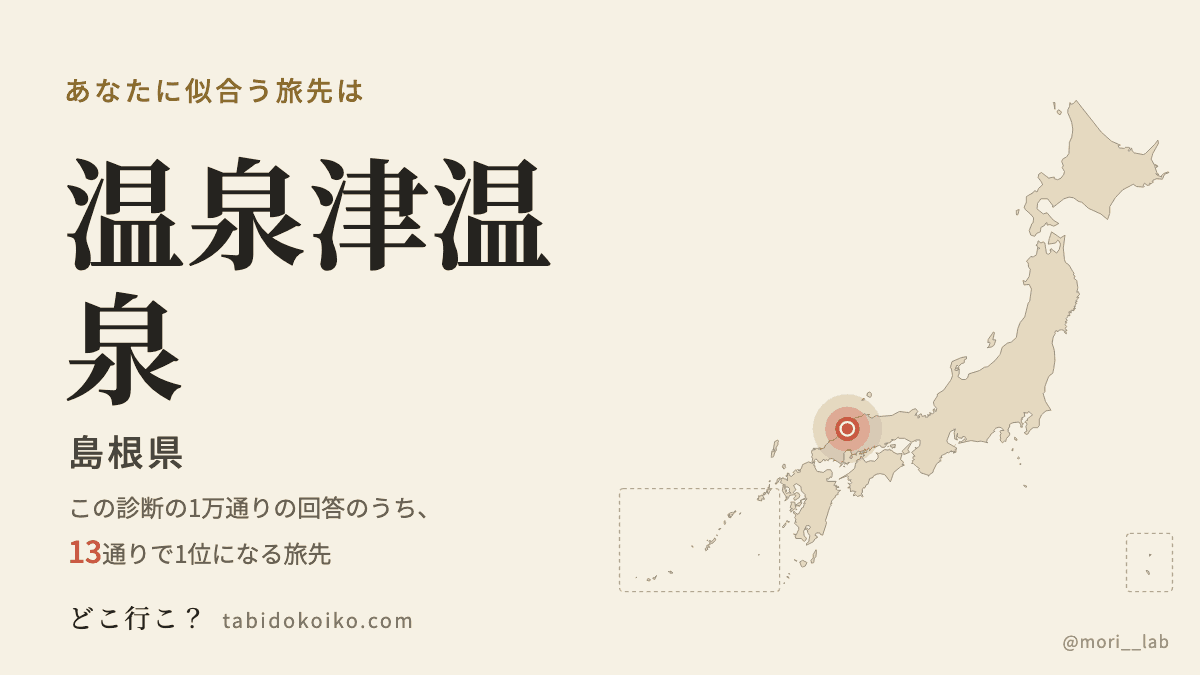 あなたに似合う旅先は
温泉津温
泉
島根県
この診断の1万通りの回答のうち、
13通りで1位になる旅先
どこ行こ？ tabidokoiko.com
@mori__lab